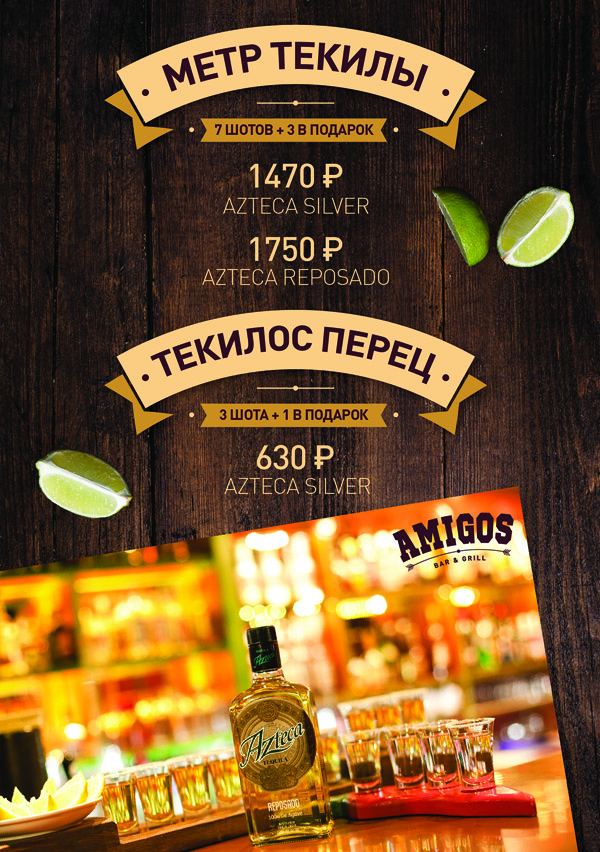 МЕТР ТЕКИЛЫ
7 ШОТОВ + 3 В ПОДАРОК
1470 ₽
AZTECA SILVER
1750 ₽
AZTECA REPOSADO
ТЕКИЛОС ПЕРЕЦ
3 ШОТА + 1 В ПОДАРОК
630 ₽
AZTECA SILVER
AMIGOS
BAR & GRILL
Azteca
TEQUILA
REPOSADO